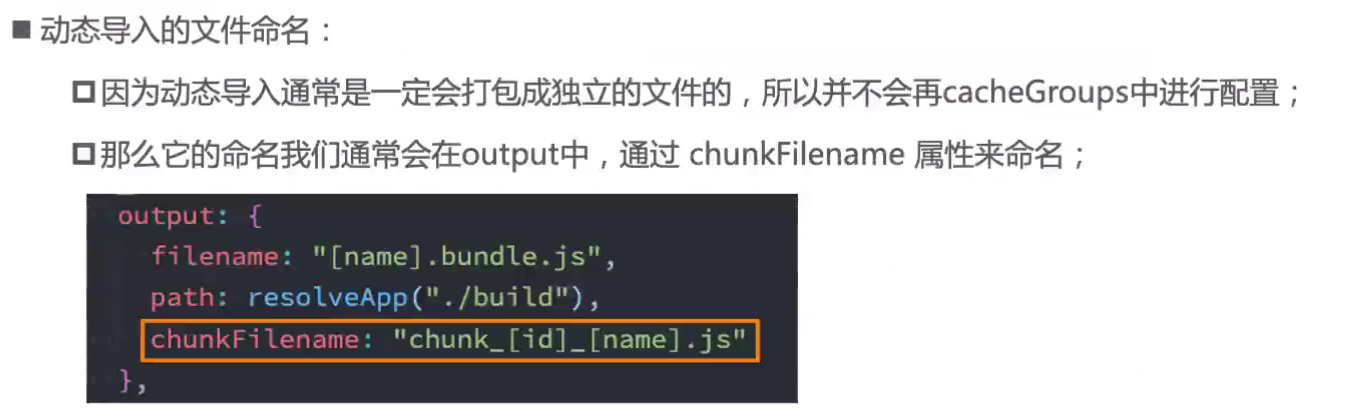 ■ 动态导入的文件命名：
因为动态导入通常是一定会打包成独立的文件的，所以并不会再cacheGroups中进行配置；
那么它的命名我们通常会在output中，通过 chunkFilename 属性来命名；
output: {
filename: "[name].bundle.js",
path: resolveApp("./build"),
chunkFilename: "chunk_[id]_[name].js"
},